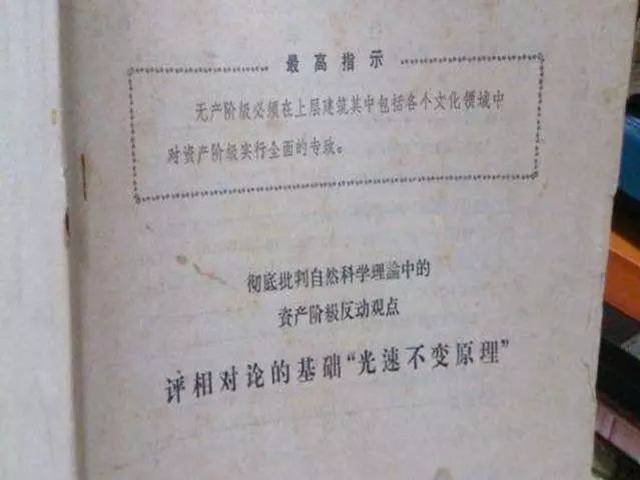 最高指示
无产阶级必须在上层建筑其中包括各个文化领域中
对资产阶级实行全面的专政。
彻底批判自然科学理論中的
资产阶级反动观点
评相对论的基础“光速不变原理”